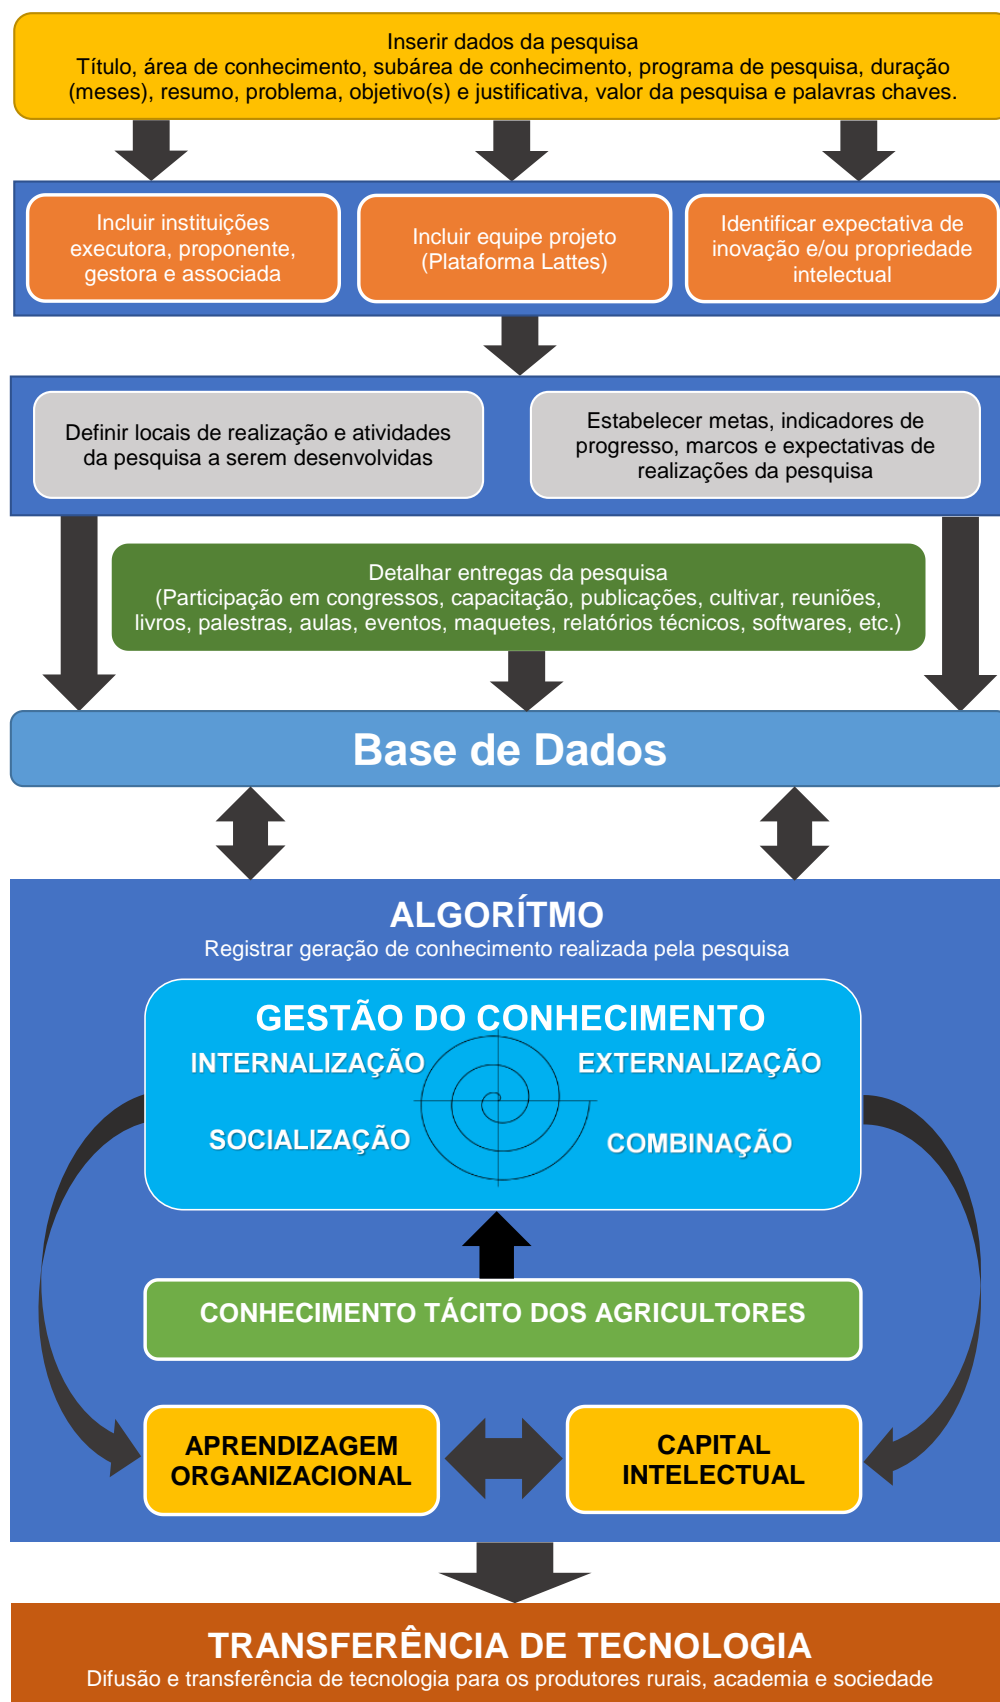 Inserir dados da pesquisa
Título, área de conhecimento, subárea de conhecimento, programa de pesquisa, duração
(meses), resumo, problema, objetivo(s) e justificativa, valor da pesquisa e palavras chaves.
Incluir instituições
executora, proponente,
gestora e associada
Incluir equipe projeto
(Plataforma Lattes)
Identificar expectativa de
inovação e/ou propriedade
intelectual
Definir locais de realização e atividades
da pesquisa a serem desenvolvidas
Estabelecer metas, indicadores de
progresso, marcos e expectativas de
realizações da pesquisa
Detalhar entregas da pesquisa
(Participação em congressos, capacitação, publicações, cultivar, reuniões,
livros, palestras, aulas, eventos, maquetes, relatórios técnicos, softwares, etc.)
Base de Dados
ALGORÍTMO
Registrar geração de conhecimento realizada pela pesquisa
GESTÃO DO CONHECIMENTO
INTERNALIZAÇÃO
EXTERNALIZAÇÃO
SOCIALIZAÇÃO
COMBINAÇÃO
CONHECIMENTO TÁCITO DOS AGRICULTORES
APRENDIZAGEM
ORGANIZACIONAL
CAPITAL
INTELECTUAL
TRANSFERÊNCIA DE TECNOLOGIA
Difusão e transferência de tecnologia para os produtores rurais, academia e sociedade